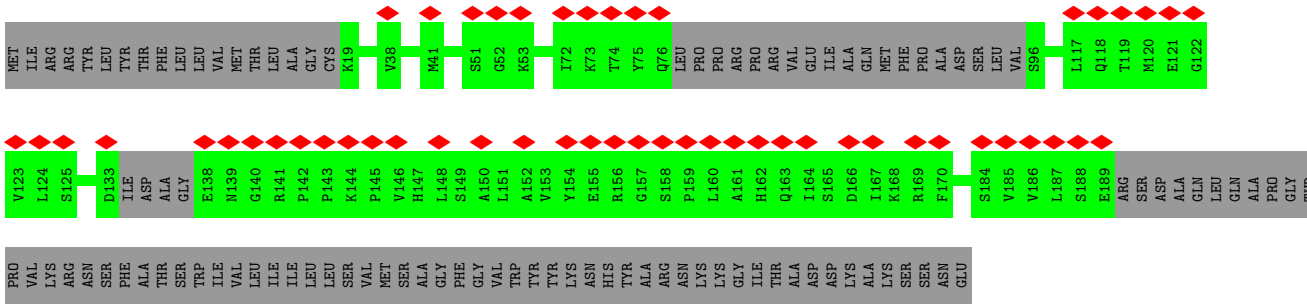 MET ILE ARG ARG TYR LEU TYR THR PHE LEU LEU VAL MET THR LEU ALA GLY CYS K19 V38 M41 S51 G52 K53 I72 K73 T74 Y75 Q76 LEU PRO PRO ARG PRO ARG VAL GLU ILE ALA GLN MET PHE PRO ALA ASP SER LEU VAL S96 L117 Q118 T119 M120 E121 G122
V123 L124 S125 D133 ILE ASP ALA GLY E138 N139 G140 R141 P142 P143 K144 P145 V146 H147 L148 S149 A150 L151 A152 V153 Y154 E155 R156 G157 S158 P159 L160 A161 H162 Q163 I164 S165 D166 I167 K168 R169 F170 S184 V185 V186 L187 S188 E189 ARG SER ASP ALA GLN LEU GLN ALA PRO GLY
PRO VAL LYS ARG ASN SER PHE ALA THR SER TRP ILE VAL LEU ILE ILE LEU LEU SER VAL MET SER ALA GLY PHE GLY VAL TRP TYR TYR LYS ASN HIS TYR ALA ARG ASN LYS LYS GLY ILE THR ALA ASP ASP LYS ALA LYS SER SER ASN GLU